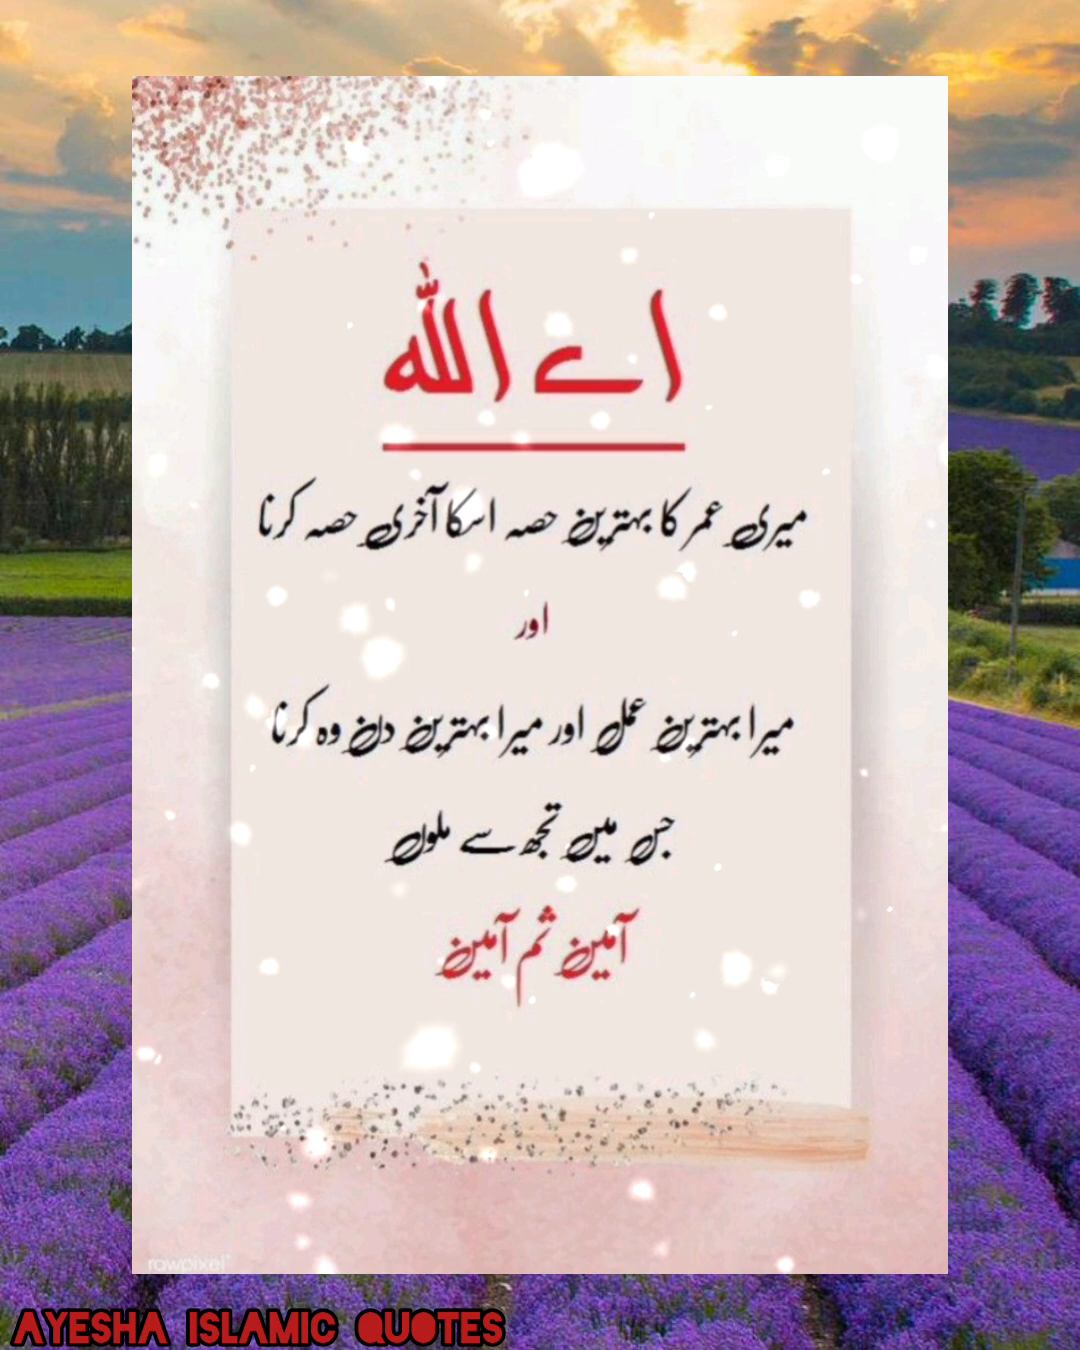 اے اللہ
میری عمر کا بہترین حصہ اسکا آخری حصہ کرنا
اور
میرا بہترین عمل اور میرا بہترین دن وہ کرنا
جس میں تجھ سے ملوں
آمین ثم آمین
rawpixel
AYESHA ISLAMIC QUOTES